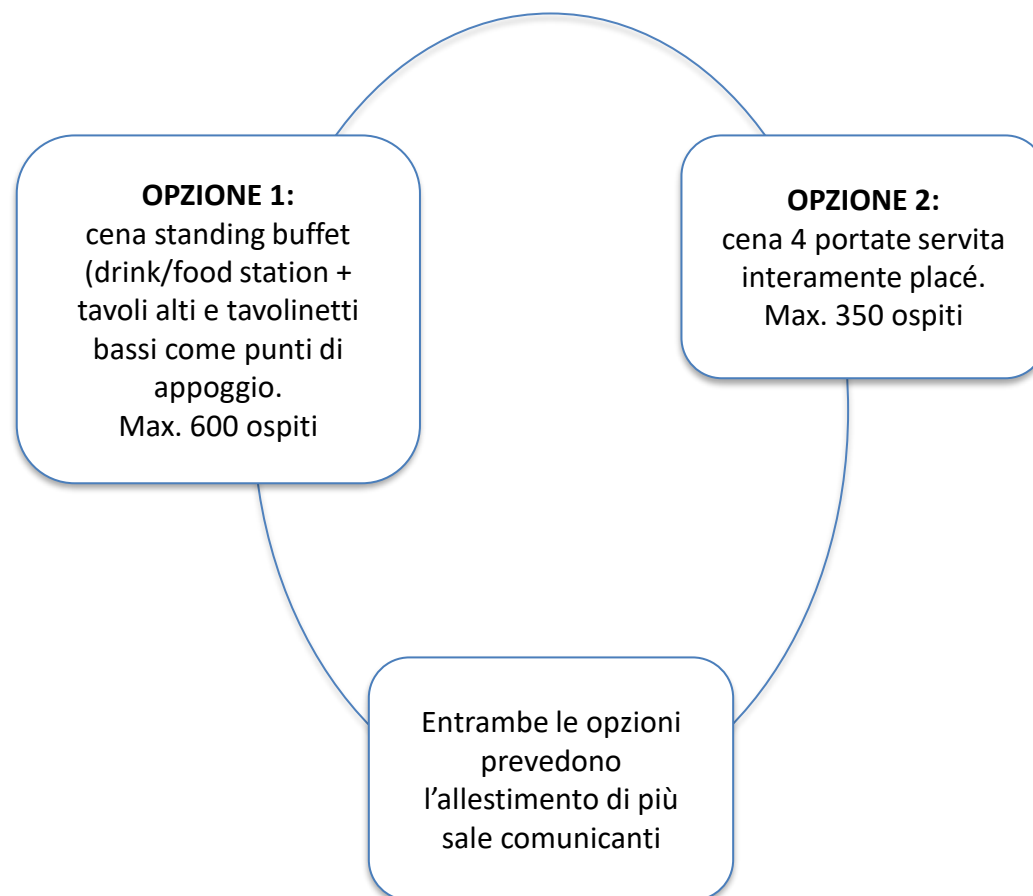 OPZIONE 1:
cena standing buffet
(drink/food station +
tavoli alti e tavolinetti
bassi come punti di
appoggio.
Max. 600 ospiti
OPZIONE 2:
cena 4 portate servita
interamente placé.
Max. 350 ospiti
Entrambe le opzioni
prevedono
l’allestimento di più
sale comunicanti